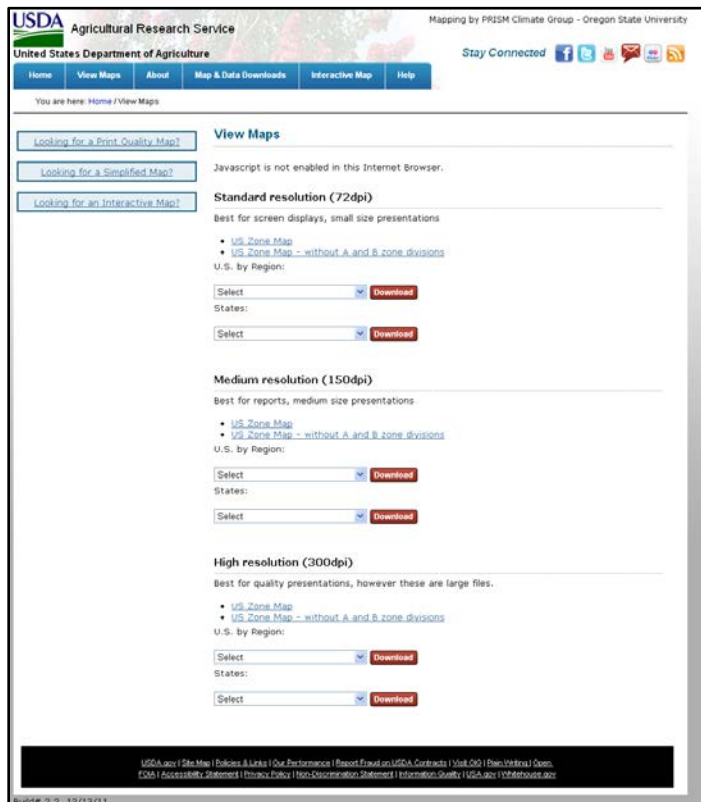 USDA
Agricultural Research Service
Mapping by PRISM Climate Group - Oregon State University
United States Department of Agriculture
Stay Connected
Home View Maps About Map & Data Downloads Interactive Map Help
You are here: Home / View Maps
Looking for a Print Quality Map?
Looking for a Simplified Map?
Looking for an Interactive Map?
View Maps
Javascript is not enabled in this Internet Browser.
Standard resolution (72dpi)
Best for screen displays, small size presentations
• US Zone Map
• US Zone Map - without A and B zone divisions
U.S. by Region:
Select Download
States:
Select Download
Medium resolution (150dpi)
Best for reports, medium size presentations
• US Zone Map
• US Zone Map - without A and B zone divisions
U.S. by Region:
Select Download
States:
Select Download
High resolution (300dpi)
Best for quality presentations, however these are large files.
• US Zone Map
• US Zone Map - without A and B zone divisions
U.S. by Region:
Select Download
States:
Select Download
USDA.gov | Site Map | Policies & Links | Our Performance | Report Fraud on USDA Contracts | Visit OIG | Plain Writing | Open
FOIA | Accessibility Statement | Privacy Policy | Non-Discrimination Statement | Information Quality | USA.gov | Whitehouse.gov
Build# 2.2 12/13/11